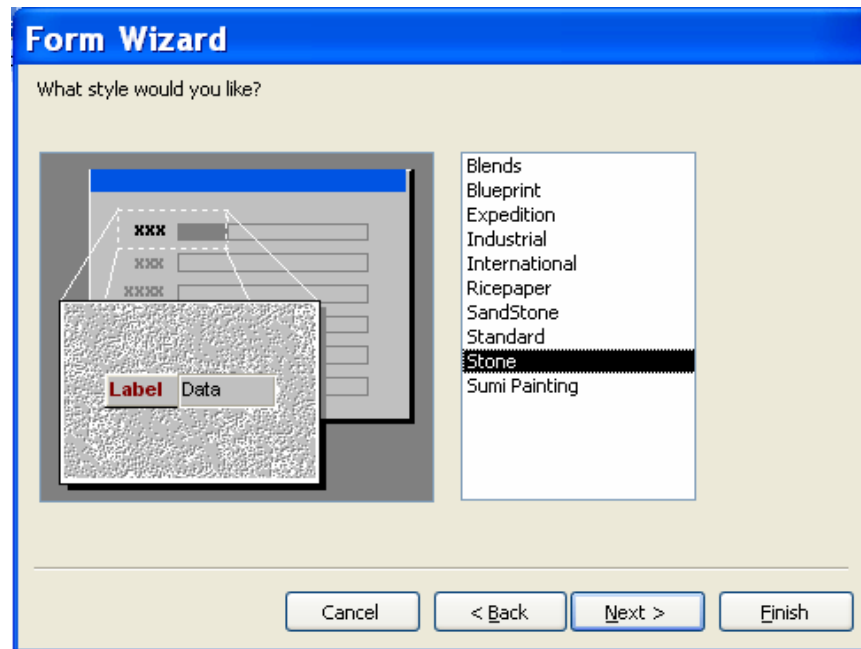 Form Wizard
What style would you like?
xxx
xxx
xxxx
Label Data
Blends
Blueprint
Expedition
Industrial
International
Ricepaper
SandStone
Standard
Stone
Sumi Painting
Cancel < Back Next > Finish